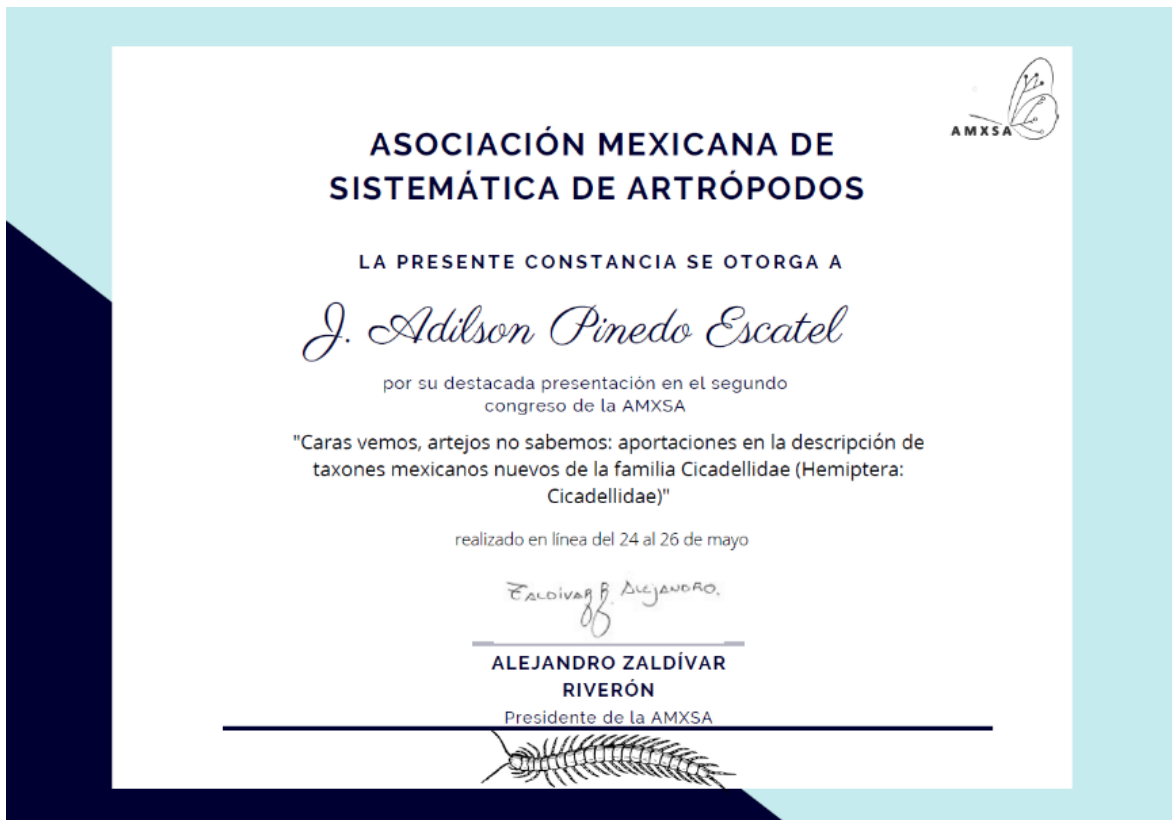 AMXSA
ASOCIACIÓN MEXICANA DE
SISTEMÁTICA DE ARTRÓPODOS
LA PRESENTE CONSTANCIA SE OTORGA A
J. Adilson Pinedo Escatel
por su destacada presentación en el segundo
congreso de la AMXSA
"Caras vemos, artejos no sabemos: aportaciones en la descripción de
taxones mexicanos nuevos de la familia Cicadellidae (Hemiptera:
Cicadellidae)"
realizado en línea del 24 al 26 de mayo
Zaldívar R. Alejandro.
ALEJANDRO ZALDÍVAR
RIVERÓN
Presidente de la AMXSA